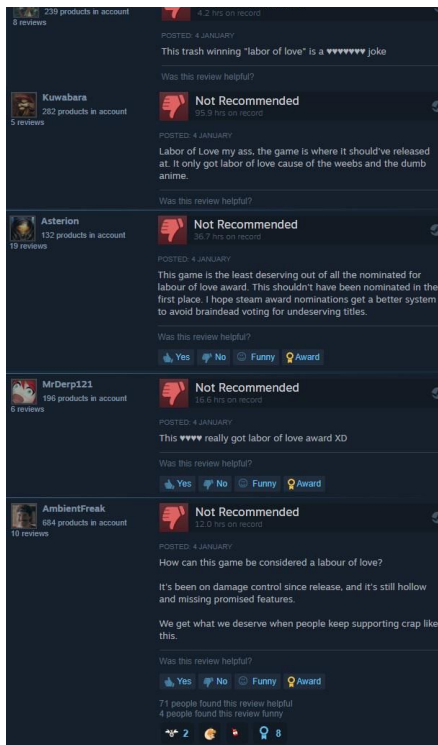 239 products in account
8 reviews
4.2 hrs on record
POSTED: 4 JANUARY
This trash winning "labor of love" is a ♥♥♥♥♥♥♥ joke
Was this review helpful?
Kuwabara
282 products in account
5 reviews
Not Recommended
95.9 hrs on record
POSTED: 4 JANUARY
Labor of Love my ass, the game is where it should've released
at. It only got labor of love cause of the weebs and the dumb
anime.
Was this review helpful?
Asterion
132 products in account
19 reviews
Not Recommended
36.7 hrs on record
POSTED: 4 JANUARY
This game is the least deserving out of all the nominated for
labour of love award. This shouldn't have been nominated in the
first place. I hope steam award nominations get a better system
to avoid braindead voting for undeserving titles.
Was this review helpful?
Yes No Funny Award
MrDerp121
196 products in account
6 reviews
Not Recommended
16.6 hrs on record
POSTED: 4 JANUARY
This ♥♥♥♥ really got labor of love award XD
Was this review helpful?
Yes No Funny Award
AmbientFreak
684 products in account
10 reviews
Not Recommended
12.0 hrs on record
POSTED: 4 JANUARY
How can this game be considered a labour of love?
It's been on damage control since release, and it's still hollow
and missing promised features.
We get what we deserve when people keep supporting crap like
this.
Was this review helpful?
Yes No Funny Award
71 people found this review helpful
4 people found this review funny
2 8